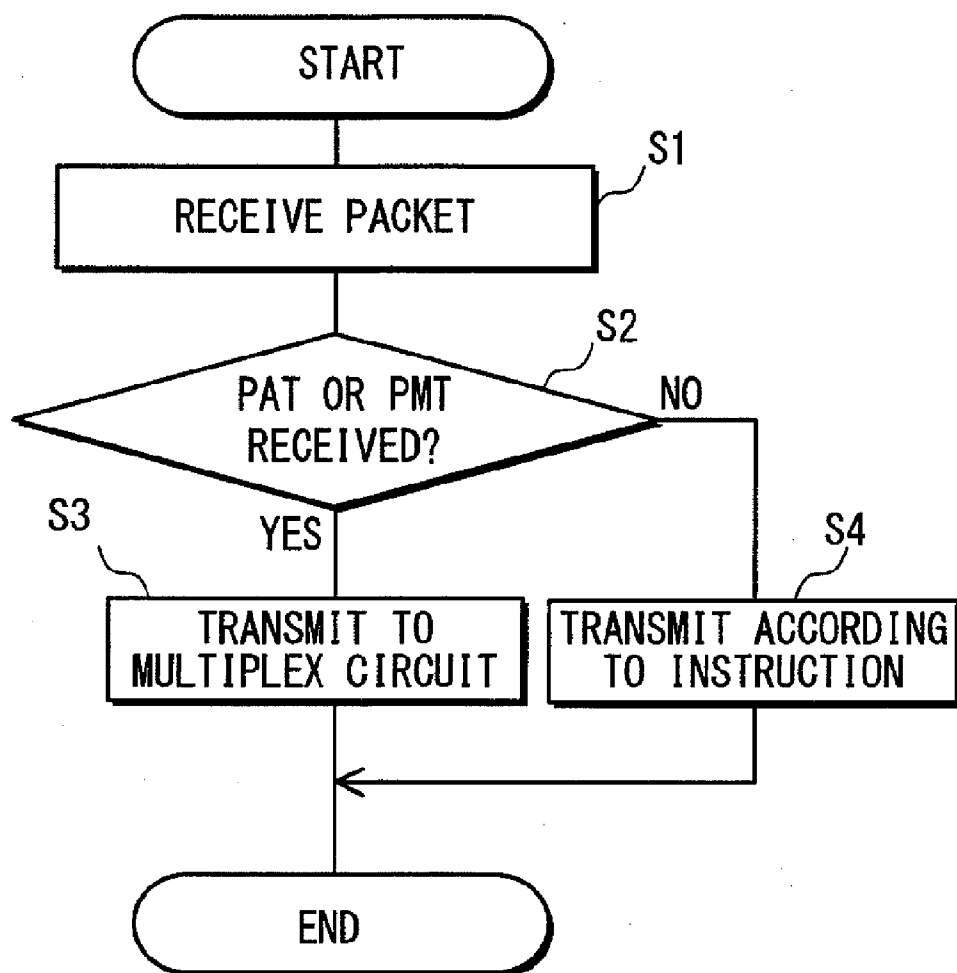 START
S1
RECEIVE PACKET
S2
PAT OR PMT
RECEIVED?
NO
YES
S3
TRANSMIT TO
MULTIPLEX CIRCUIT
S4
TRANSMIT ACCORDING
TO INSTRUCTION
END